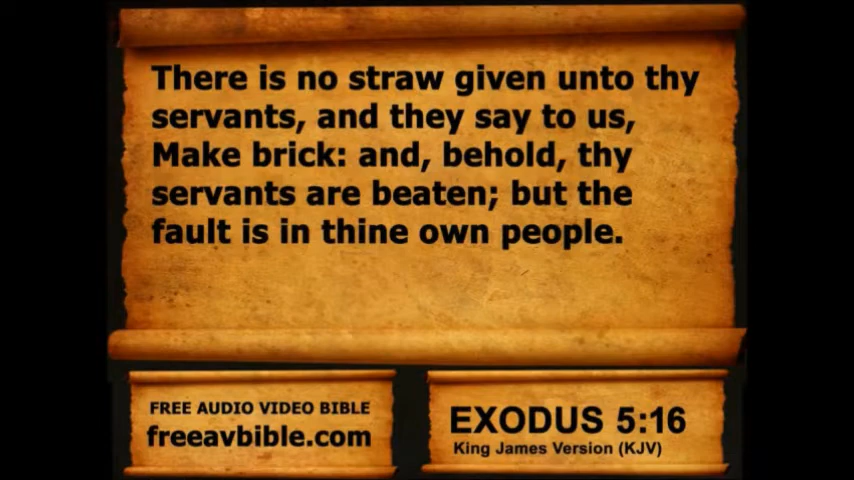 There is no straw given unto thy
servants, and they say to us,
Make brick: and, behold, thy
servants are beaten; but the
fault is in thine own people.
FREE AUDIO VIDEO BIBLE
freeavbible.com
EXODUS 5:16
King James Version (KJV)